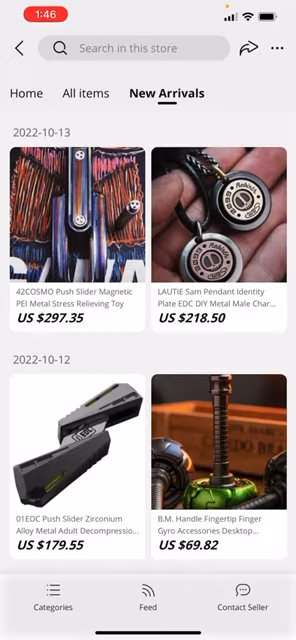 1:46
Search in this store
Home All items New Arrivals
2022-10-13
42COSMO Push Slider Magnetic
PEI Metal Stress Relieving Toy
US $297.35
LAUTIE Sam Pendant Identity
Plate EDC DIY Metal Male Char...
US $218.50
2022-10-12
01EDC Push Slider Zirconium
Alloy Metal Adult Decompressio...
US $179.55
B.M. Handle Fingertip Finger
Gyro Accessories Desktop...
US $69.82
Categories Feed Contact Seller